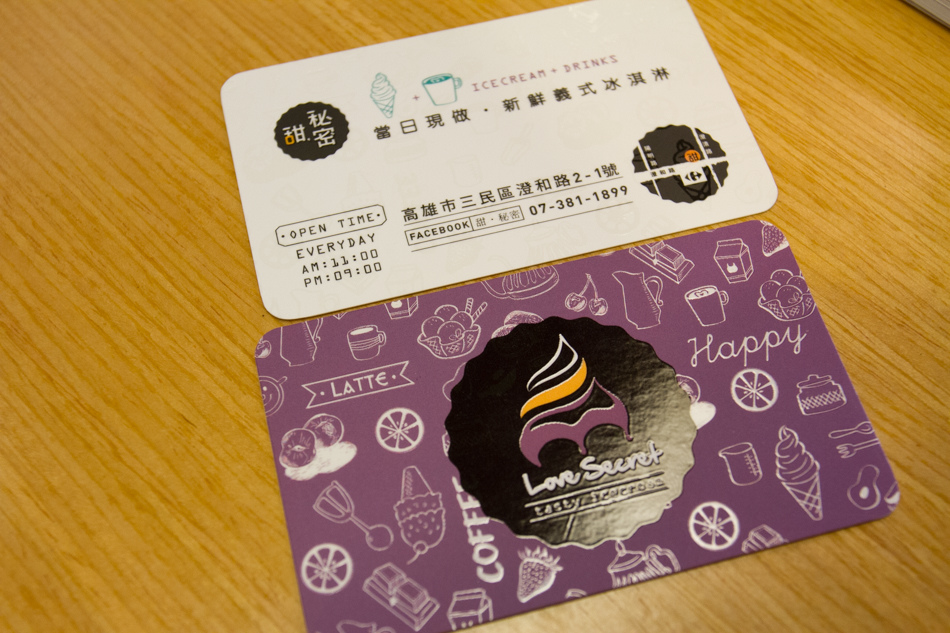 ICECREAM + DRINKS
當日現做・新鮮義式冰淇淋
甜.秘密
高雄市三民區澄和路2-1號
FACEBOOK 甜・秘密 07-381-1899
・OPEN TIME・
EVERYDAY
AM:11:00
PM:09:00
甜
Happy
・LATTE・
Love Secret
tasty icecream
COFFEE